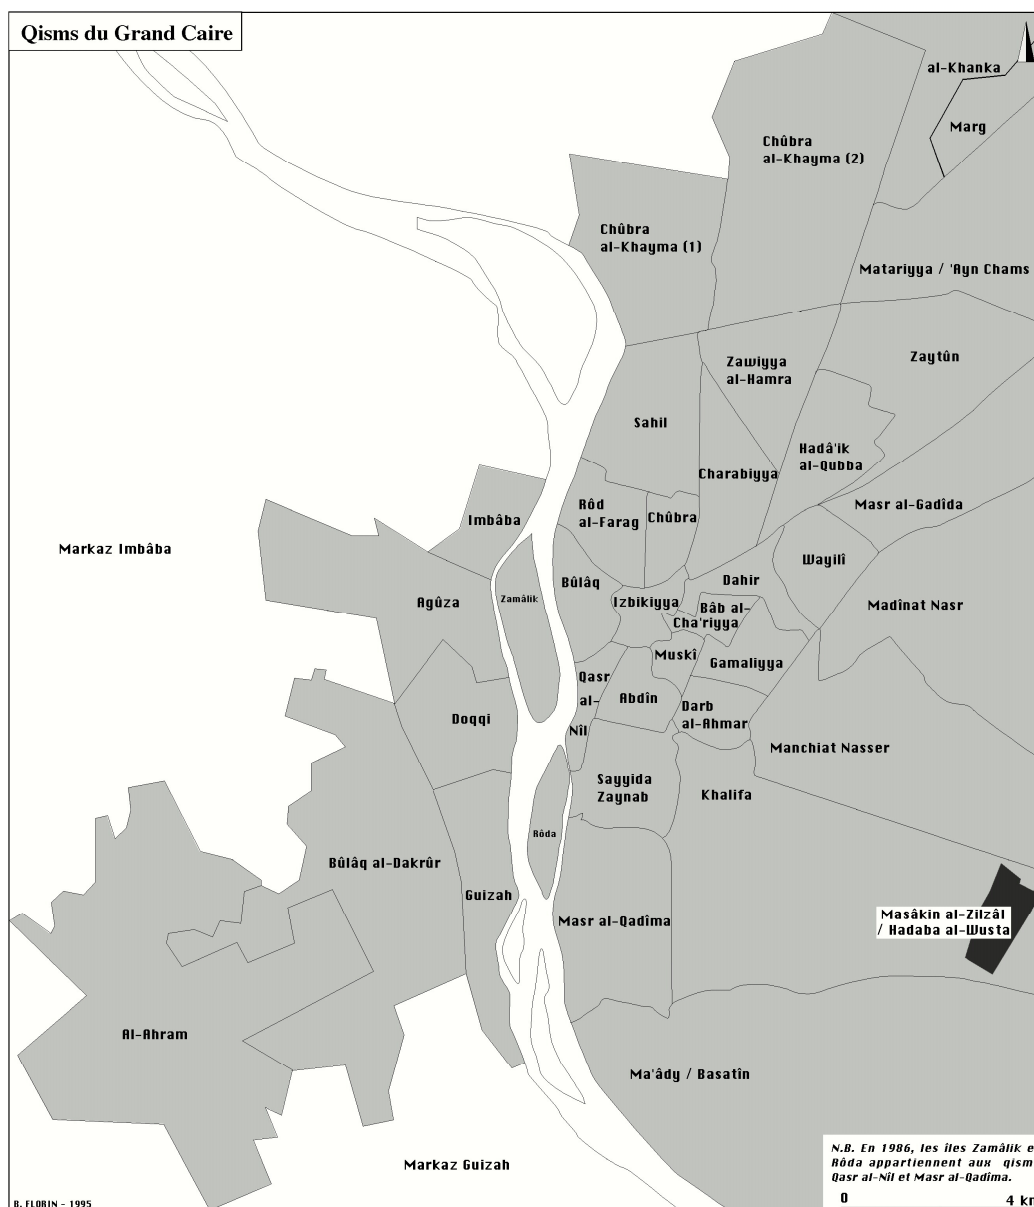 Qisms du Grand Caire
al-Khanka
Marg
Chûbra
al-Khayma (2)
Chûbra
al-Khayma (1)
Matariyya / 'Ayn Chams
Zawiyya
al-Hamra
Zaytûn
Sahil
Hadâ'ik
al-Qubba
Charabiyya
Masr al-Gadîda
Rôd
al-Farag
Chûbra
Imbâba
Markaz Imbâba
Wayilî
Bûlâq
Dahir
Zamâlik
Agûza
Izbikiyya
Bâb al-
Cha'riyya
Madînat Nasr
Muskî
Gamaliyya
Qasr
al-
Nîl
Abdîn
Darb
al-Ahmar
Doqqi
Manchiat Nasser
Sayyida
Zaynab
Khalifa
Rôda
Bûlâq al-Dakrûr
Guizah
Masr al-Qadîma
Masâkin al-Zilzâl
/ Hadaba al-Wusta
Al-Ahram
Ma'âdy / Basatîn
Markaz Guizah
N.B. En 1986, les îles Zamâlik e
Rôda appartiennent aux qism
Qasr al-Nîl et Masr al-Qadîma.
0 4 km
B. FLORIN - 1995